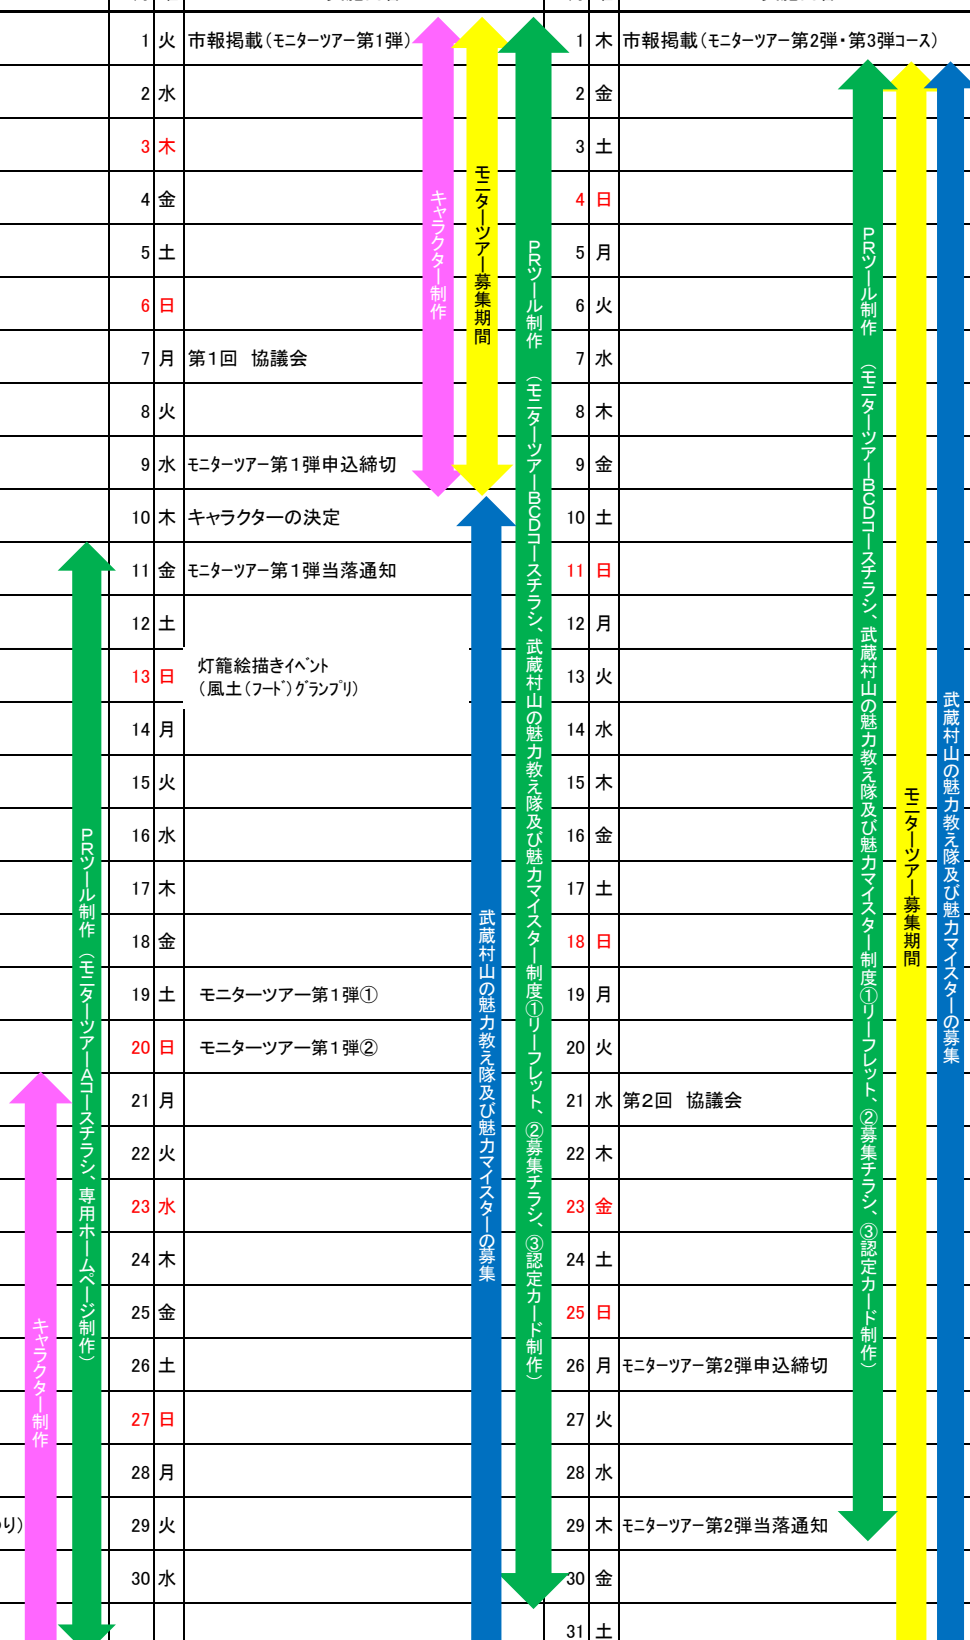 1 火 市報掲載（ﾓﾆﾀｰﾂｱｰ第1弾）
2 水
3 木
4 金
5 土
6 日
7 月 第１回　協議会
8 火
9 水 ﾓﾆﾀｰﾂｱｰ第１弾申込締切
10 木 キャラクターの決定
11 金 ﾓﾆﾀｰﾂｱｰ第１弾当落通知
12 土
13 日 灯籠絵描きｲﾍﾞﾝﾄ
（風土（ﾌｰﾄﾞ）ｸﾞﾗﾝﾌﾟﾘ）
14 月
15 火
16 水
17 木
18 金
19 土 モニターツアー第１弾①
20 日 モニターツアー第１弾②
21 月
22 火
23 水
24 木
25 金
26 土
27 日
28 月
29 火
30 水
キャラクター制作
ＰＲツール制作　（モニターツアーＡコースチラシ、専用ホームページ制作）
キャラクター制作
モニターツアー募集期間
武蔵村山の魅力教え隊及び魅力マイスターの募集
ＰＲツール制作　（モニターツアーＢＣＤコースチラシ、武蔵村山の魅力教え隊及び魅力マイスター制度①リーフレット、②募集チラシ、③認定カード制作）
1 木 市報掲載（ﾓﾆﾀｰﾂｱｰ第2弾・第3弾ｺｰｽ）
2 金
3 土
4 日
5 月
6 火
7 水
8 木
9 金
10 土
11 日
12 月
13 火
14 水
15 木
16 金
17 土
18 日
19 月
20 火
21 水 第２回　協議会
22 木
23 金
24 土
25 日
26 月 ﾓﾆﾀｰﾂｱｰ第2弾申込締切
27 火
28 水
29 木 ﾓﾆﾀｰﾂｱｰ第2弾当落通知
30 金
31 土
ＰＲツール制作　（モニターツアーＢＣＤコースチラシ、武蔵村山の魅力教え隊及び魅力マイスター制度①リーフレット、②募集チラシ、③認定カード制作）
モニターツアー募集期間
武蔵村山の魅力教え隊及び魅力マイスターの募集